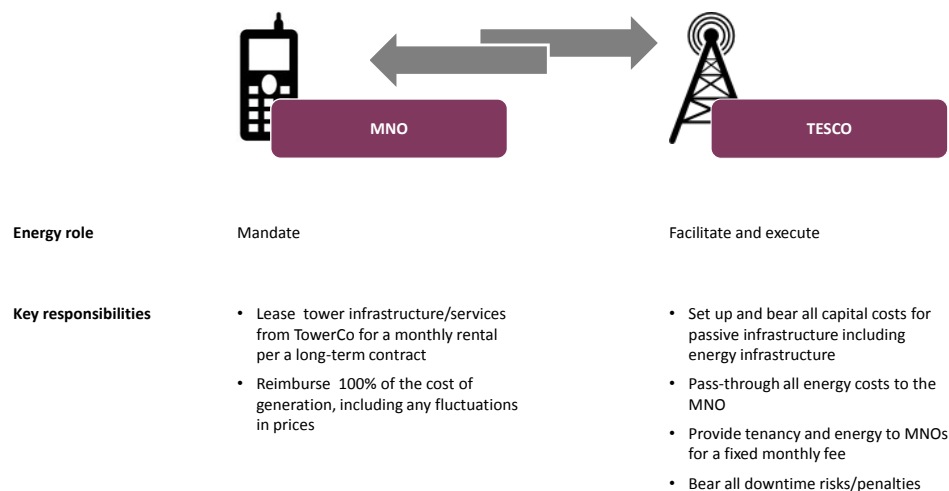 MNO
TESCO
Energy role
Mandate
Facilitate and execute
Key responsibilities
• Lease tower infrastructure/services
from TowerCo for a monthly rental
per a long-term contract
• Reimburse 100% of the cost of
generation, including any fluctuations
in prices
• Set up and bear all capital costs for
passive infrastructure including
energy infrastructure
• Pass-through all energy costs to the
MNO
• Provide tenancy and energy to MNOs
for a fixed monthly fee
• Bear all downtime risks/penalties